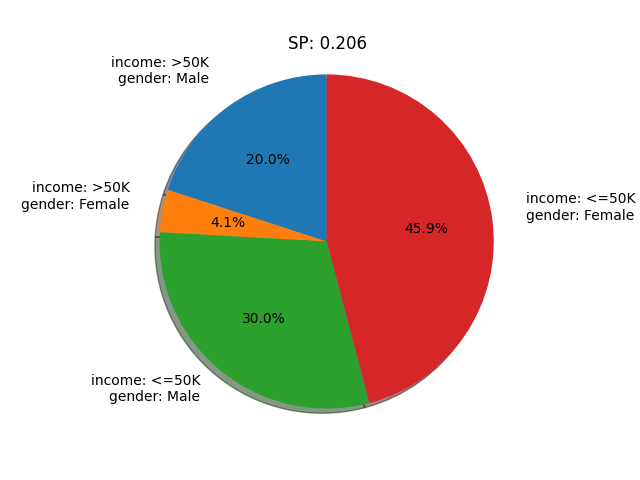 SP: 0.206
income: >50K
gender: Male
20.0%
income: >50K
gender: Female
4.1%
income: <=50K
gender: Female
45.9%
30.0%
income: <=50K
gender: Male